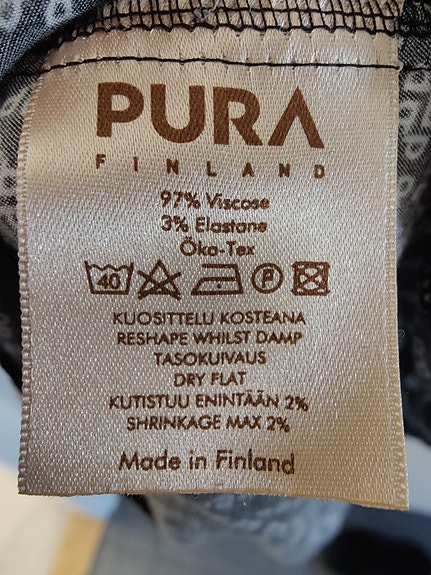 PURA
FINLAND
97% Viscose
3% Elastane
Öko-Tex
40 P
KUOSITTELU KOSTEANA
RESHAPE WHILST DAMP
TASOKUIVAUS
DRY FLAT
KUTISTUU ENINTÄÄN 2%
SHRINKAGE MAX 2%
Made in Finland